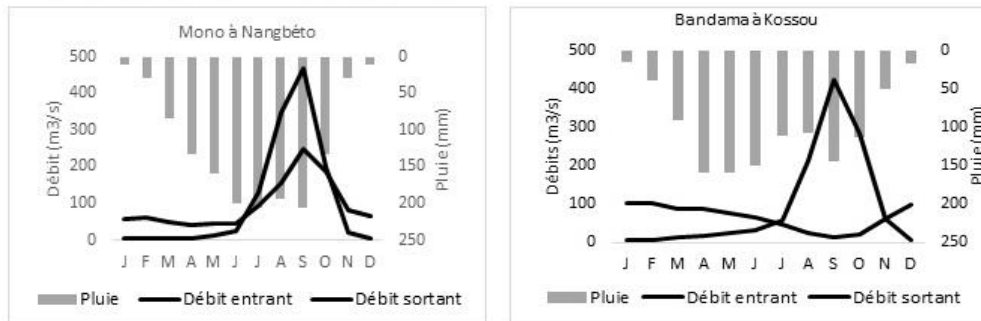 Mono à Nangbéto
500
400
300
200
100
0
Débit (m3/s)
0
50
100
150
200
250
Pluie (mm)
J F M A M J J A S O N D
Pluie Débit entrant Débit sortant
Bandama à Kossou
500
400
300
200
100
0
Débits (m3/s)
0
50
100
150
200
250
Pluie (mm)
J F M A M J J A S O N D
Pluie Débit entrant Débit sortant